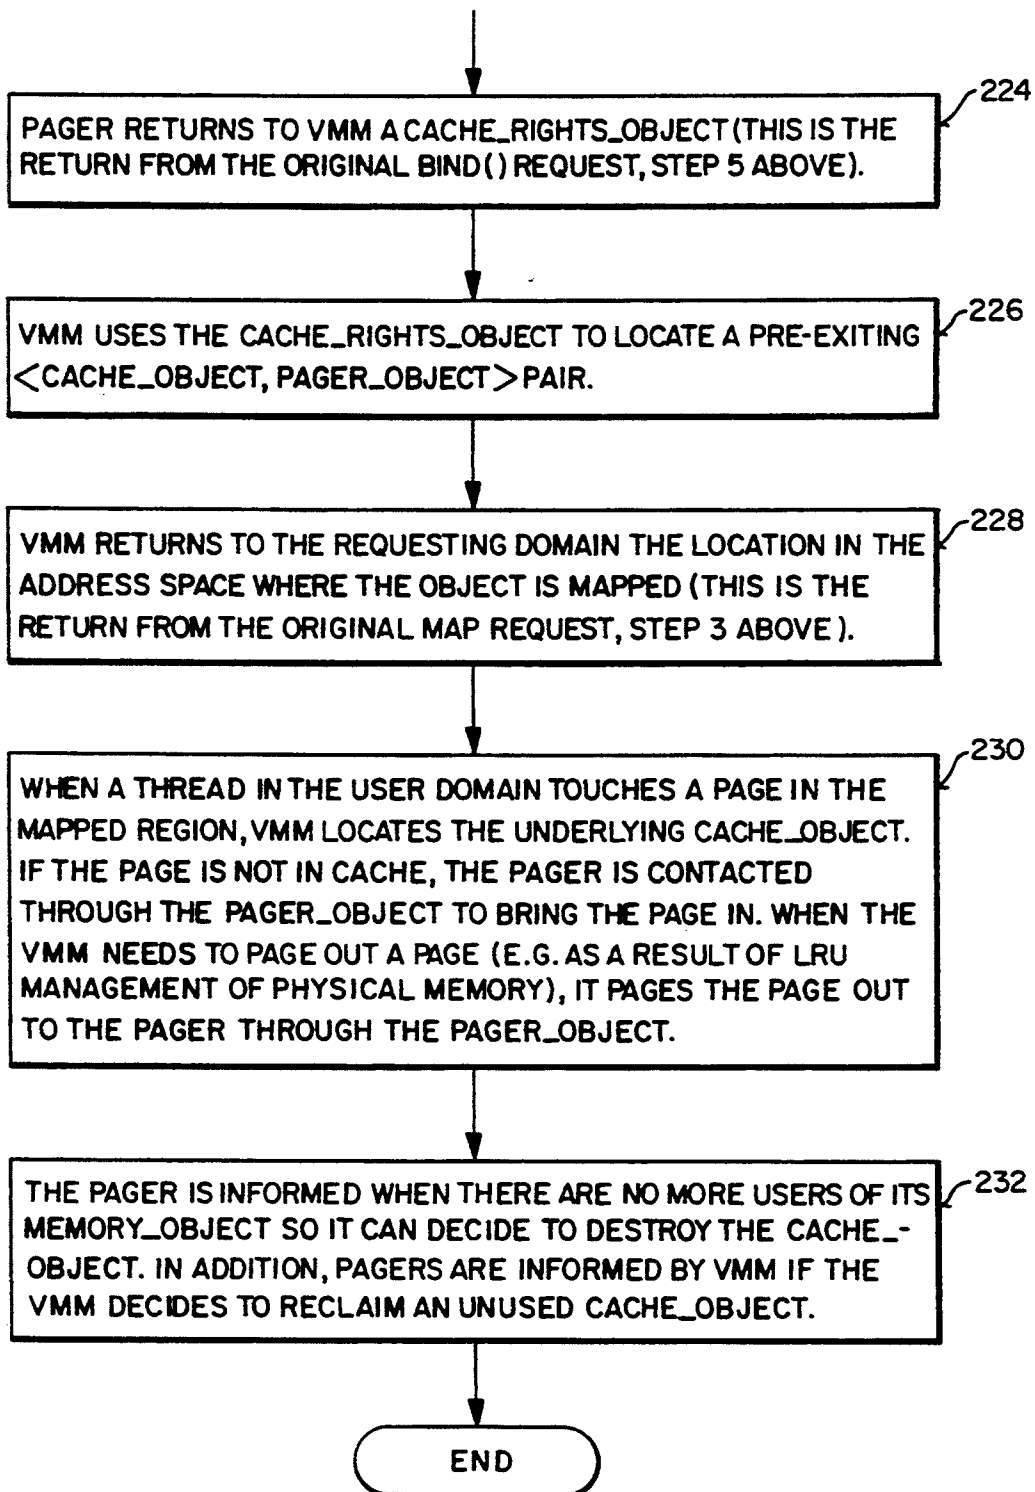 224
PAGER RETURNS TO VMM A CACHE_RIGHTS_OBJECT (THIS IS THE
RETURN FROM THE ORIGINAL BIND() REQUEST, STEP 5 ABOVE).
226
VMM USES THE CACHE_RIGHTS_OBJECT TO LOCATE A PRE-EXITING
<CACHE_OBJECT, PAGER_OBJECT> PAIR.
228
VMM RETURNS TO THE REQUESTING DOMAIN THE LOCATION IN THE
ADDRESS SPACE WHERE THE OBJECT IS MAPPED (THIS IS THE
RETURN FROM THE ORIGINAL MAP REQUEST, STEP 3 ABOVE).
230
WHEN A THREAD IN THE USER DOMAIN TOUCHES A PAGE IN THE
MAPPED REGION, VMM LOCATES THE UNDERLYING CACHE_OBJECT.
IF THE PAGE IS NOT IN CACHE, THE PAGER IS CONTACTED
THROUGH THE PAGER_OBJECT TO BRING THE PAGE IN. WHEN THE
VMM NEEDS TO PAGE OUT A PAGE (E.G. AS A RESULT OF LRU
MANAGEMENT OF PHYSICAL MEMORY), IT PAGES THE PAGE OUT
TO THE PAGER THROUGH THE PAGER_OBJECT.
232
THE PAGER IS INFORMED WHEN THERE ARE NO MORE USERS OF ITS
MEMORY_OBJECT SO IT CAN DECIDE TO DESTROY THE CACHE_-
OBJECT. IN ADDITION, PAGERS ARE INFORMED BY VMM IF THE
VMM DECIDES TO RECLAIM AN UNUSED CACHE_OBJECT.
END